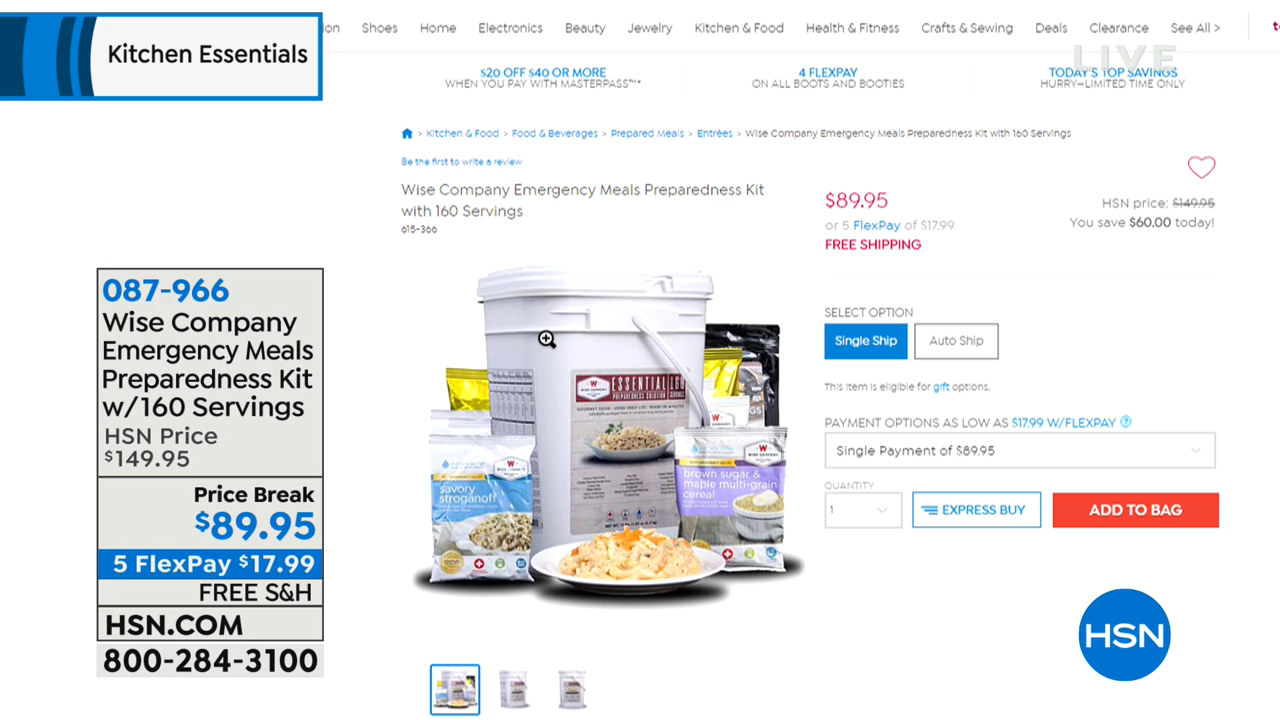 Kitchen Essentials
Shoes
Home
Electronics
Beauty
Jewelry
Kitchen & Food
Health & Fitness
Crafts & Sewing
Deals
Clearance
See All >
LIVE
$20 OFF $40 OR MORE
WHEN YOU PAY WITH MASTERPASS™*
4 FLEXPAY
ON ALL BOOTS AND BOOTIES
TODAY'S TOP SAVINGS
HURRY—LIMITED TIME ONLY
> Kitchen & Food > Food & Beverages > Prepared Meals > Entrées > Wise Company Emergency Meals Preparedness Kit with 160 Servings
Be the first to write a review
Wise Company Emergency Meals Preparedness Kit
with 160 Servings
615-366
$89.95
or 5 FlexPay of $17.99
FREE SHIPPING
HSN price: $149.95
You save $60.00 today!
SELECT OPTION
Single Ship
Auto Ship
This item is eligible for gift options.
PAYMENT OPTIONS AS LOW AS $17.99 W/FLEXPAY ?
Single Payment of $89.95
QUANTITY
1
EXPRESS BUY
ADD TO BAG
087-966
Wise Company
Emergency Meals
Preparedness Kit
w/160 Servings
HSN Price
$149.95
Price Break
$89.95
5 FlexPay $17.99
FREE S&H
HSN.COM
800-284-3100
W
WISE COMPANY
ESSENTIAL
160
SERVINGS
PREPAREDNESS SOLUTION
savory
stroganoff
brown sugar &
maple multi-grain
cereal
HSN